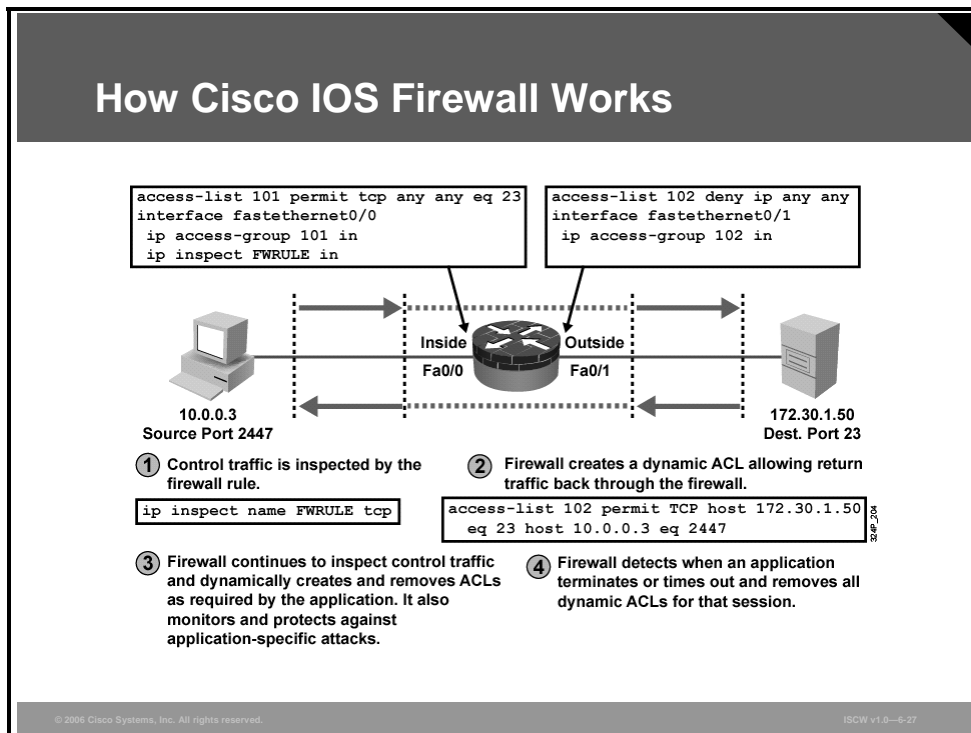 How Cisco IOS Firewall Works
access-list 101 permit tcp any any eq 23
interface fastethernet0/0
ip access-group 101 in
ip inspect FWRULE in
access-list 102 deny ip any any
interface fastethernet0/1
ip access-group 102 in
Inside
Fa0/0
Outside
Fa0/1
10.0.0.3
Source Port 2447
172.30.1.50
Dest. Port 23
1 Control traffic is inspected by the
firewall rule.
ip inspect name FWRULE tcp
2 Firewall creates a dynamic ACL allowing return
traffic back through the firewall.
access-list 102 permit TCP host 172.30.1.50
eq 23 host 10.0.0.3 eq 2447
324P_204
3 Firewall continues to inspect control traffic
and dynamically creates and removes ACLs
as required by the application. It also
monitors and protects against
application-specific attacks.
4 Firewall detects when an application
terminates or times out and removes all
dynamic ACLs for that session.
© 2006 Cisco Systems, Inc. All rights reserved.
ISCW v1.0—6-27